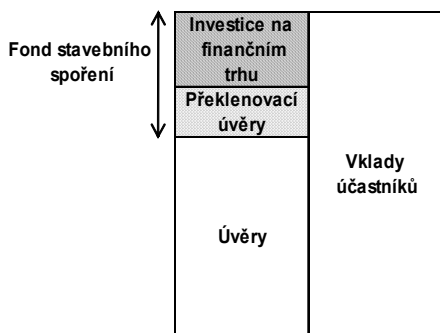 Fond stavebního
spoření
Investice na
finančním
trhu
Překlenovací
úvěry
Úvěry
Vklady
účastníků